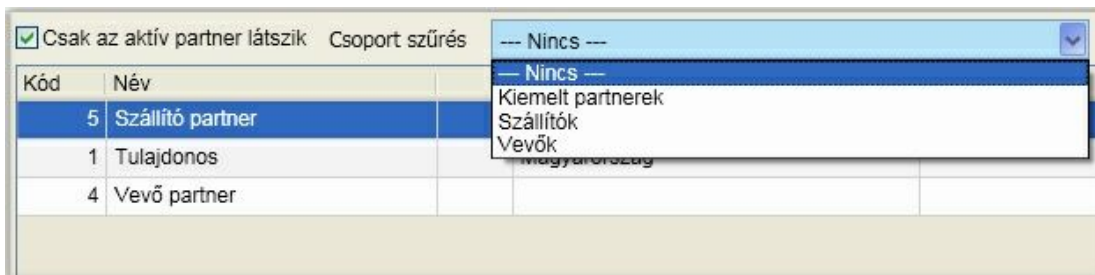 Csak az aktív partner látszik Csoport szűrés --- Nincs ---
Kód Név --- Nincs ---
Kiemelt partnerek
5 Szállító partner Szállítók
Vevők
1 Tulajdonos Magyarország
4 Vevő partner